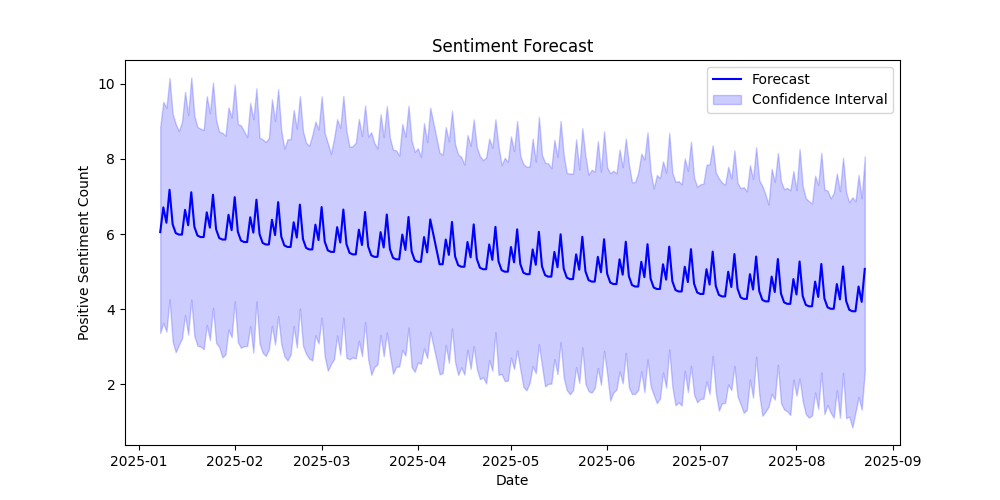 Sentiment Forecast
Forecast
Confidence Interval
Positive Sentiment Count
10
8
6
4
2
2025-01
2025-02
2025-03
2025-04
2025-05
2025-06
2025-07
2025-08
2025-09
Date